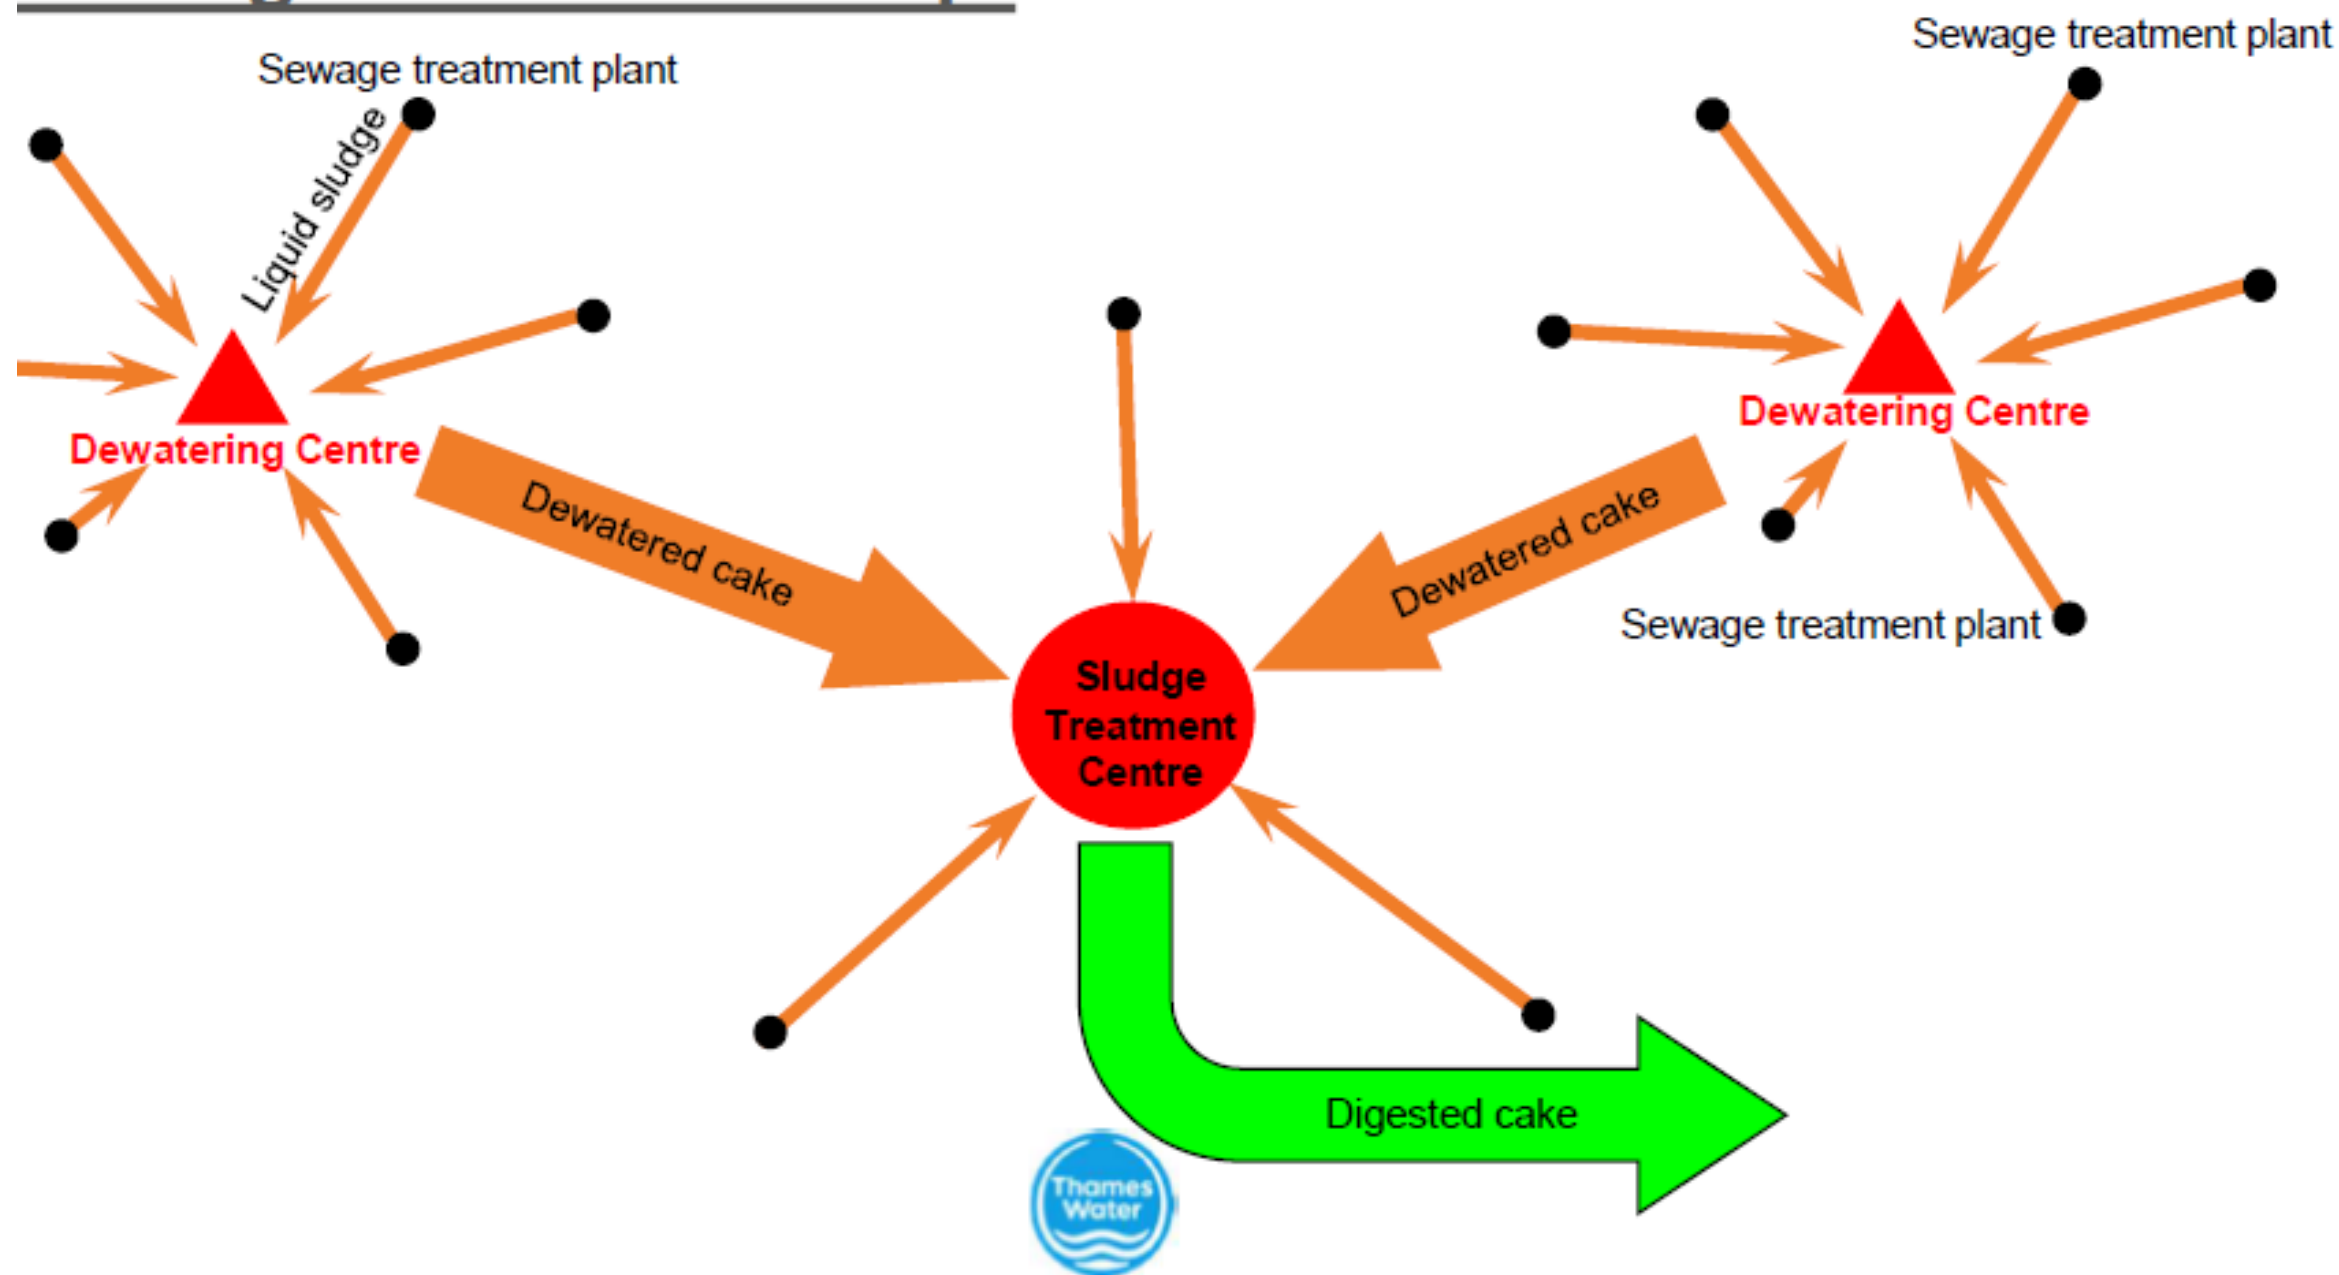 Sewage treatment plant
Sewage treatment plant
Liquid sludge
Dewatering Centre
Dewatering Centre
Dewatered cake
Dewatered cake
Sewage treatment plant
Sludge
Treatment
Centre
Digested cake
Thames
Water